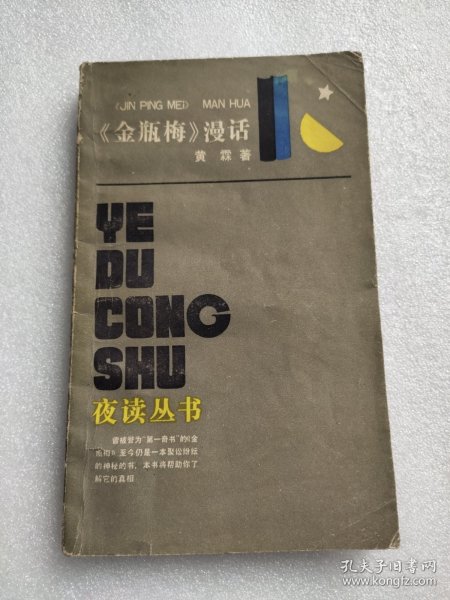 《JIN PING MEI》 MAN HUA
《金瓶梅》漫话
黄 霖 著
YE
DU
CONG
SHU
夜读丛书
曾被誉为“第一奇书”的《金
瓶梅》至今仍是一本聚讼纷纭
的神秘的书，本书将帮助你了
解它的真相
孔夫子旧书网
www.kongfz.com